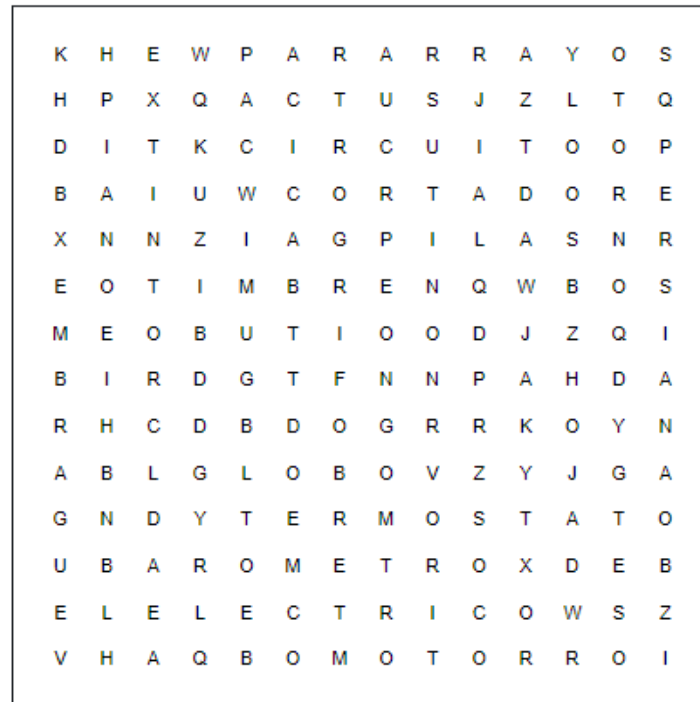 K H E W P A R A R R A Y O S
H P X Q A C T U S J Z L T Q
D I T K C I R C U I T O O P
B A I U W C O R T A D O R E
X N N Z I A G P I L A S N R
E O T I M B R E N Q W B O S
M E O B U T I O O D J Z Q I
B I R D G T F N N P A H D A
R H C D B D O G R R K O Y N
A B L G L O B O V Z Y J G A
G N D Y T E R M O S T A T O
U B A R O M E T R O X D E B
E L E L E C T R I C O W S Z
V H A Q B O M O T O R R O I